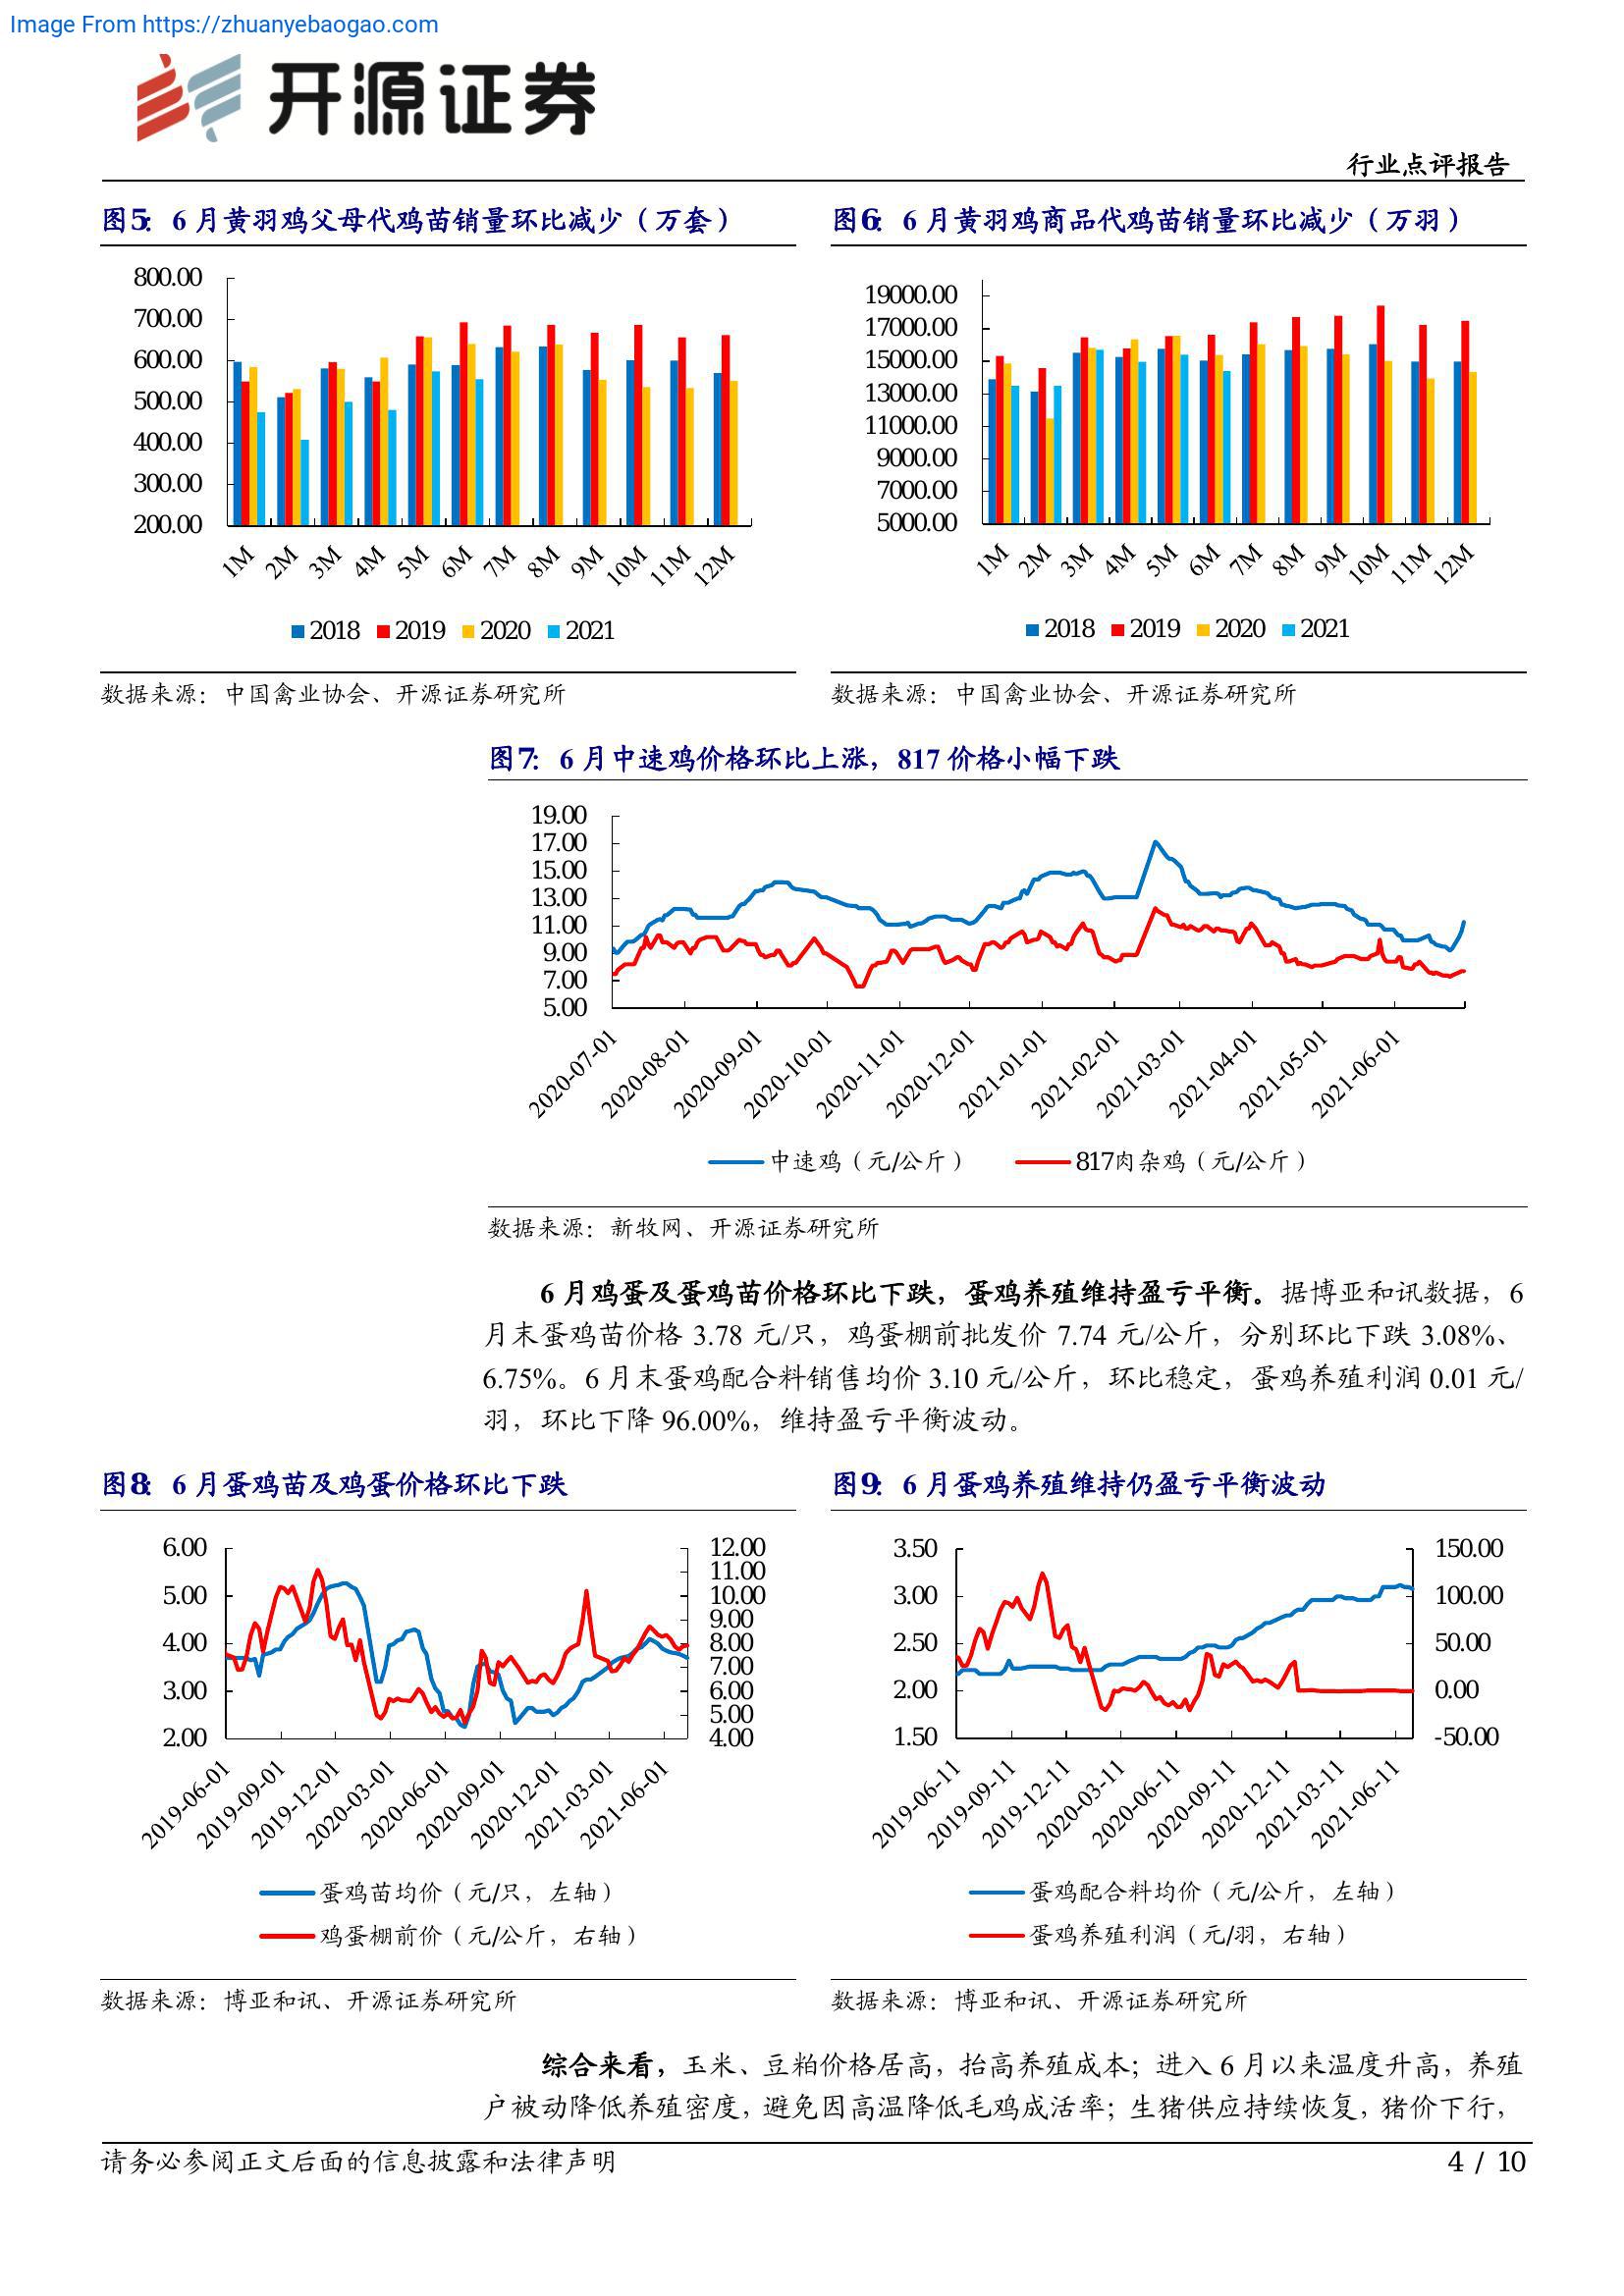 Image From https://zhuanyebaogao.com
开源证券
行业点评报告
图5： 6 月黄羽鸡父母代鸡苗销量环比减少（万套）
800.00
700.00
600.00
500.00
400.00
300.00
200.00
1M 2M 3M 4M 5M 6M 7M 8M 9M 10M 11M 12M
2018 2019 2020 2021
数据来源：中国禽业协会、开源证券研究所
图6： 6 月黄羽鸡商品代鸡苗销量环比减少（万羽）
19000.00
17000.00
15000.00
13000.00
11000.00
9000.00
7000.00
5000.00
1M 2M 3M 4M 5M 6M 7M 8M 9M 10M 11M 12M
2018 2019 2020 2021
数据来源：中国禽业协会、开源证券研究所
图7： 6 月中速鸡价格环比上涨，817 价格小幅下跌
19.00
17.00
15.00
13.00
11.00
9.00
7.00
5.00
2020-07-01 2020-08-01 2020-09-01 2020-10-01 2020-11-01 2020-12-01 2021-01-01 2021-02-01 2021-03-01 2021-04-01 2021-05-01 2021-06-01
中速鸡（元/公斤） 817肉杂鸡（元/公斤）
数据来源：新牧网、开源证券研究所
6 月鸡蛋及蛋鸡苗价格环比下跌，蛋鸡养殖维持盈亏平衡。据博亚和讯数据，6
月末蛋鸡苗价格 3.78 元/只，鸡蛋棚前批发价 7.74 元/公斤，分别环比下跌 3.08%、
6.75%。6 月末蛋鸡配合料销售均价 3.10 元/公斤，环比稳定，蛋鸡养殖利润 0.01 元/
羽，环比下降 96.00%，维持盈亏平衡波动。
图8： 6 月蛋鸡苗及鸡蛋价格环比下跌
6.00
5.00
4.00
3.00
2.00
12.00
11.00
10.00
9.00
8.00
7.00
6.00
5.00
4.00
2019-06-01 2019-09-01 2019-12-01 2020-03-01 2020-06-01 2020-09-01 2020-12-01 2021-03-01 2021-06-01
蛋鸡苗均价（元/只，左轴）
鸡蛋棚前价（元/公斤，右轴）
数据来源：博亚和讯、开源证券研究所
图9： 6 月蛋鸡养殖维持仍盈亏平衡波动
3.50
3.00
2.50
2.00
1.50
150.00
100.00
50.00
0.00
-50.00
2019-06-11 2019-09-11 2019-12-11 2020-03-11 2020-06-11 2020-09-11 2020-12-11 2021-03-11 2021-06-11
蛋鸡配合料均价（元/公斤，左轴）
蛋鸡养殖利润（元/羽，右轴）
数据来源：博亚和讯、开源证券研究所
综合来看，玉米、豆粕价格居高，抬高养殖成本；进入 6 月以来温度升高，养殖
户被动降低养殖密度，避免因高温降低毛鸡成活率；生猪供应持续恢复，猪价下行，
请务必参阅正文后面的信息披露和法律声明
4 / 10